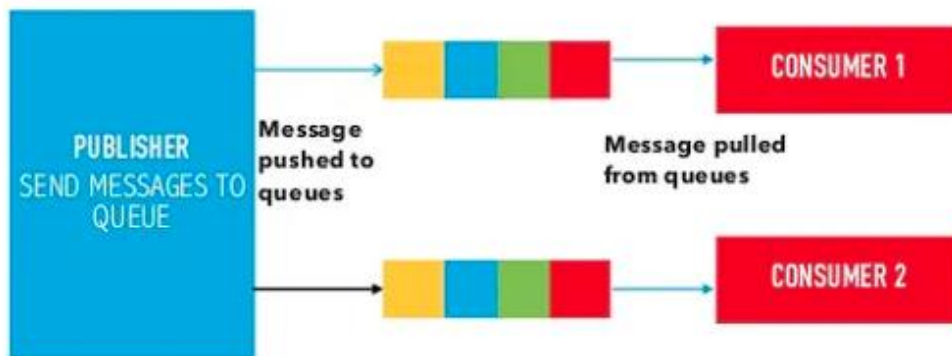 PUBLISHER
SEND MESSAGES TO
QUEUE
Message
pushed to
queues
Message pulled
from queues
CONSUMER 1
CONSUMER 2